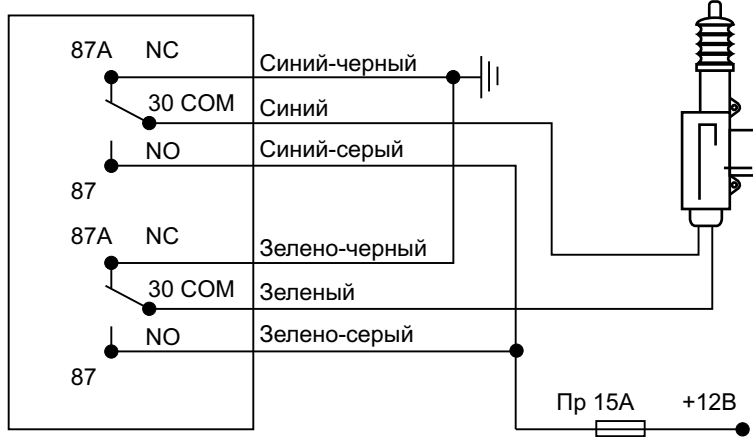 87A NC
Синий-черный
30 COM
Синий
NO
Синий-серый
87
87A NC
Зелено-черный
30 COM
Зеленый
NO
Зелено-серый
87
Пр 15А +12В